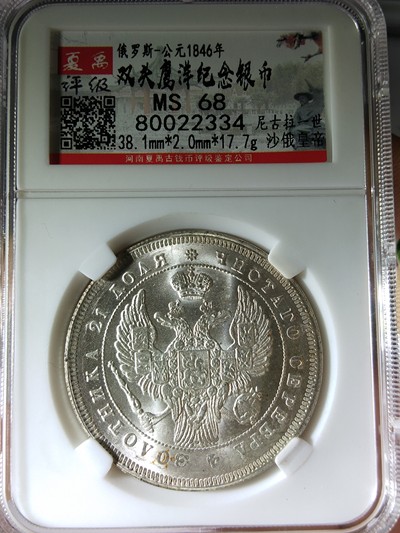 夏禹
评级
俄罗斯-公元1846年
双头鹰洋纪念银币
MS 68
80022334 尼古拉一世
38.1mm*2.0mm*17.7g 沙俄皇帝
河南夏禹古钱币评级鉴定公司
ЗОЛОТНИКА 21 ДОЛЯ ЧИСТАГО СЕРЕБРА